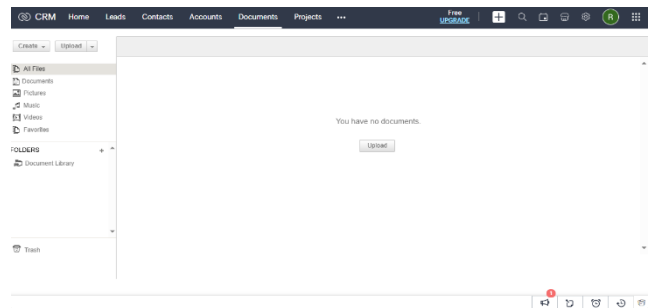 CRM Home Leads Contacts Accounts Documents Projects ••• Free UPGRADE R
Create Upload
All Files
Documents
Pictures
Music
Videos
Favorites
FOLDERS +
Document Library
Trash
You have no documents.
Upload
1